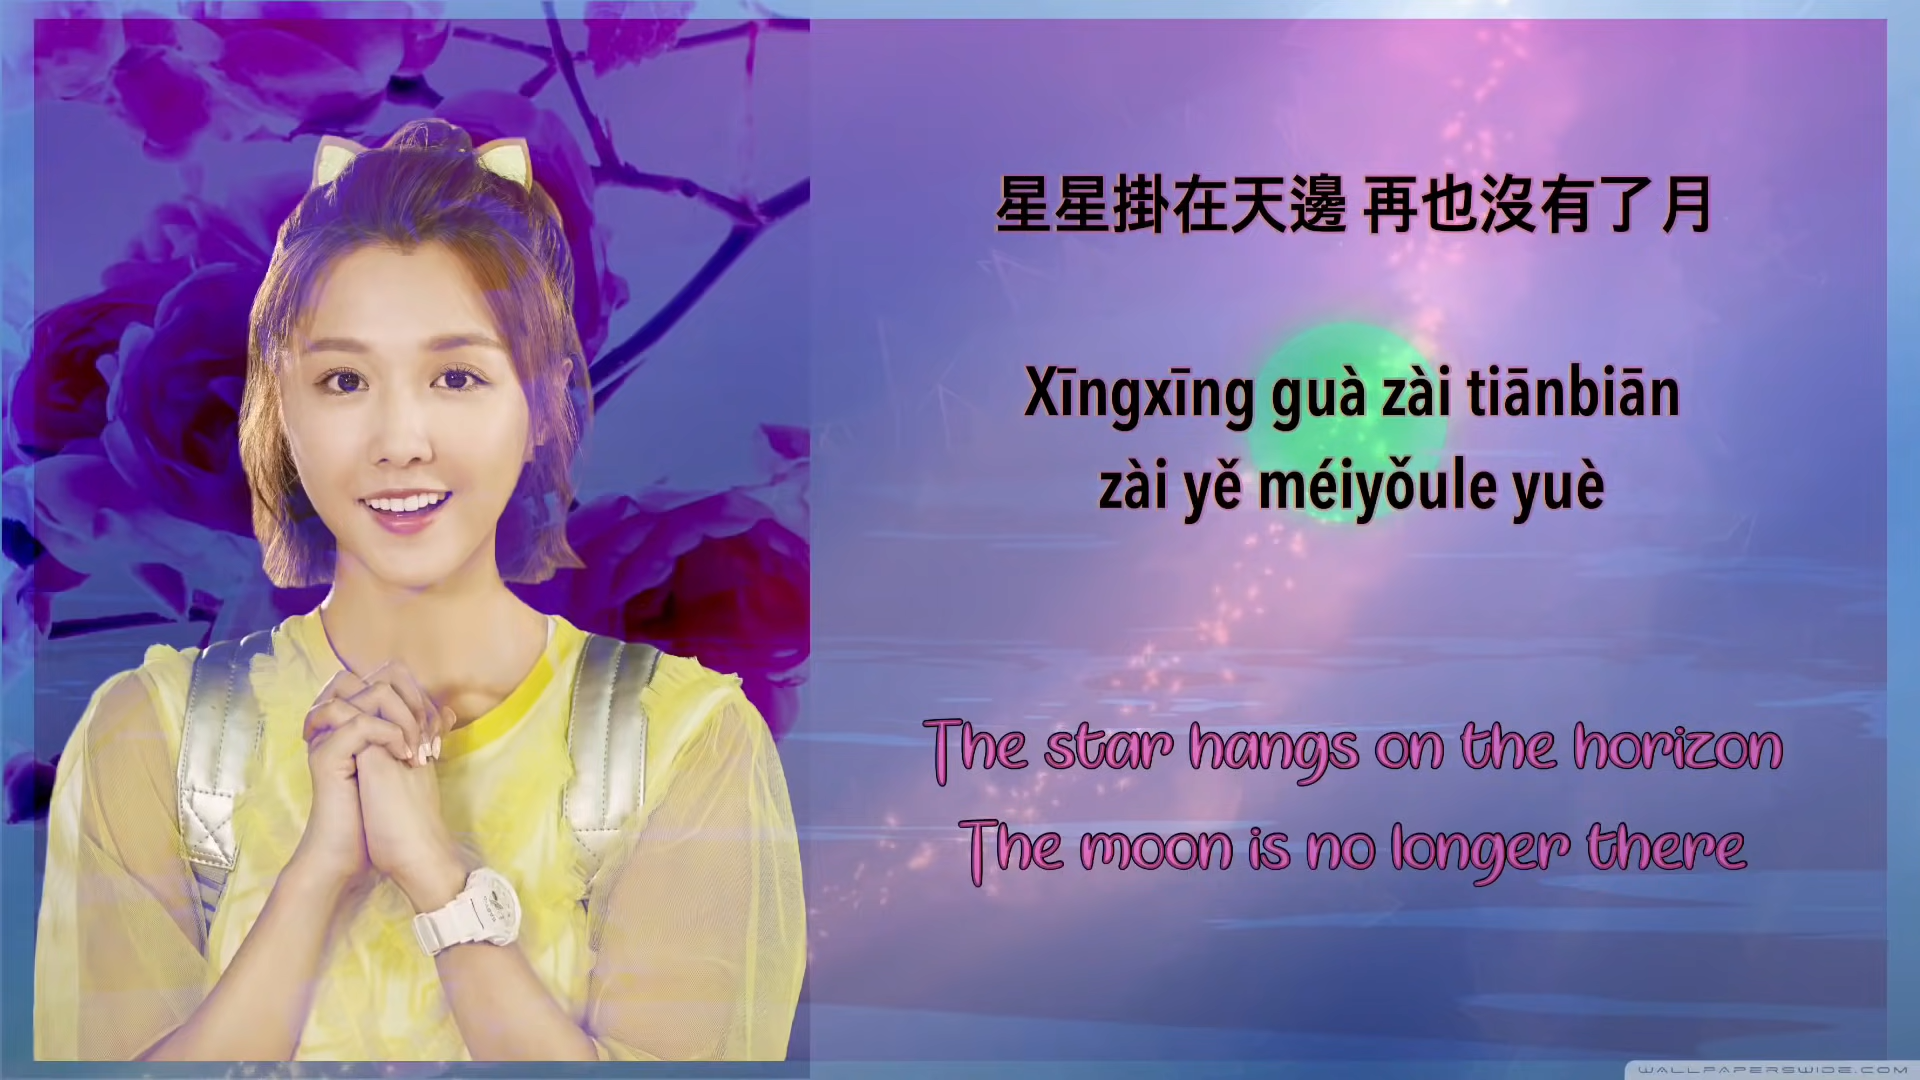 星星掛在天邊 再也沒有了月
Xīngxīng guà zài tiānbiān
zài yě méiyǒule yuè
The star hangs on the horizon
The moon is no longer there
WALLPAPERSWIDE.COM